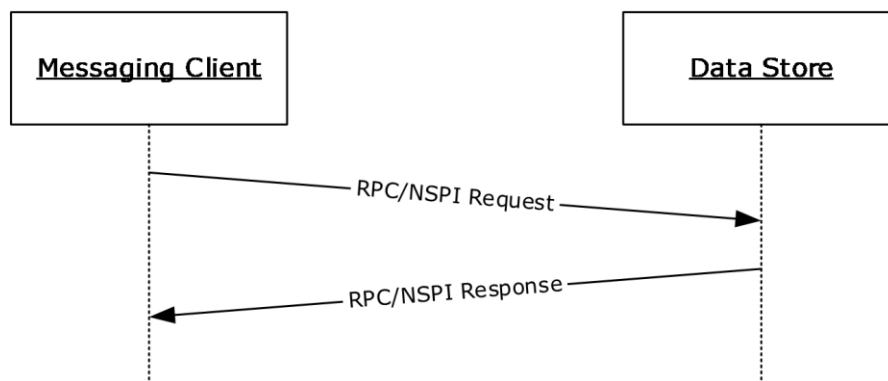 Messaging Client
Data Store
RPC/NSPI Request
RPC/NSPI Response